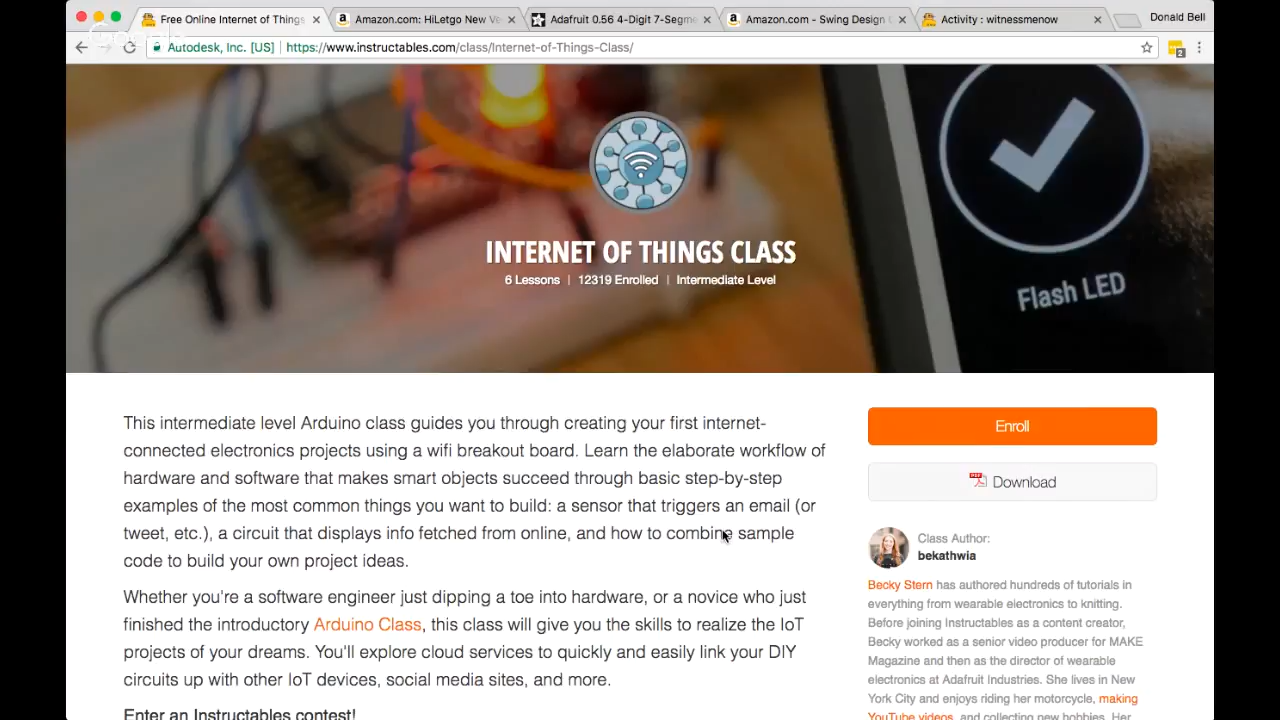 Free Online Internet of Things
Amazon.com: HiLetgo New Ve
Adafruit 0.56 4-Digit 7-Segme
Amazon.com - Swing Design
Activity : witnessmenow
Donald Bell
Autodesk, Inc. [US]
https://www.instructables.com/class/Internet-of-Things-Class/
2
Flash LED
INTERNET OF THINGS CLASS
6 Lessons | 12319 Enrolled | Intermediate Level
This intermediate level Arduino class guides you through creating your first internet-
connected electronics projects using a wifi breakout board. Learn the elaborate workflow of
hardware and software that makes smart objects succeed through basic step-by-step
examples of the most common things you want to build: a sensor that triggers an email (or
tweet, etc.), a circuit that displays info fetched from online, and how to combine sample
code to build your own project ideas.
Whether you're a software engineer just dipping a toe into hardware, or a novice who just
finished the introductory Arduino Class, this class will give you the skills to realize the IoT
projects of your dreams. You'll explore cloud services to quickly and easily link your DIY
circuits up with other IoT devices, social media sites, and more.
Enter an Instructables contest!
Enroll
PDF Download
Class Author:
bekathwia
Becky Stern has authored hundreds of tutorials in
everything from wearable electronics to knitting.
Before joining Instructables as a content creator,
Becky worked as a senior video producer for MAKE
Magazine and then as the director of wearable
electronics at Adafruit Industries. She lives in New
York City and enjoys riding her motorcycle, making
YouTube videos, and collecting new hobbies. Her